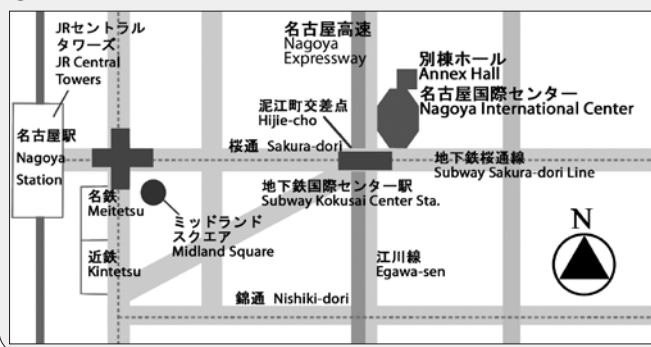 JRセントラル
タワーズ
JR Central
Towers
名古屋高速
Nagoya
Expressway
別棟ホール
Annex Hall
名古屋国際センター
Nagoya International Center
泥江町交差点
Hijie-cho
名古屋駅
Nagoya
Station
桜通 Sakura-dori
地下鉄桜通線
Subway Sakura-dori Line
地下鉄国際センター駅
Subway Kokusai Center Sta.
名鉄
Meitetsu
ミッドランド
スクエア
Midland Square
近鉄
Kintetsu
江川線
Egawa-sen
錦通 Nishiki-dori
N